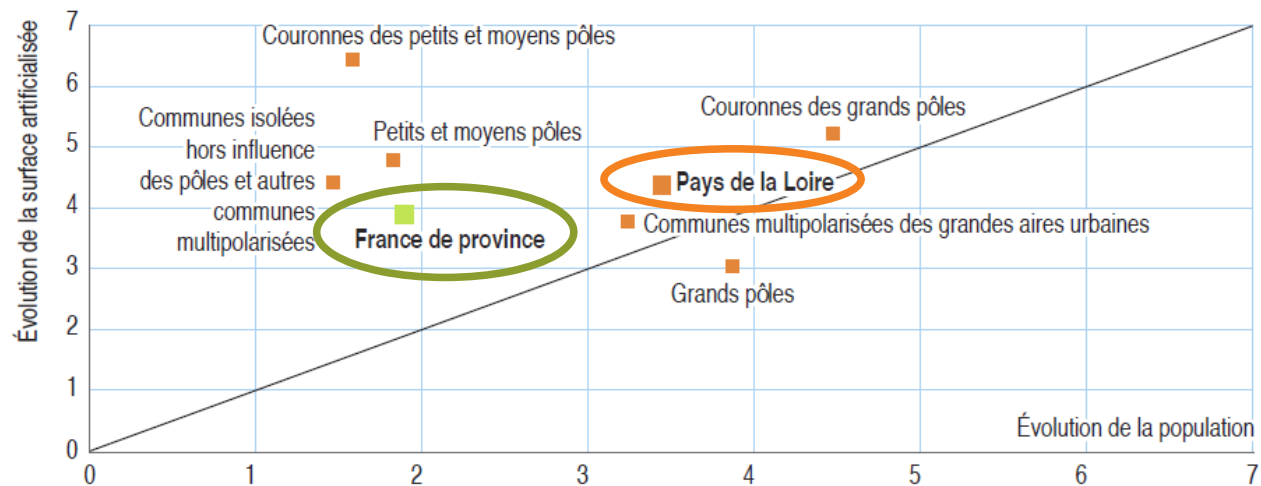 Évolution de la surface artificialisée
7
6
5
4
3
2
1
0
Couronnes des petits et moyens pôles
Communes isolées
hors influence
des pôles et autres
communes
multipolarisées
Petits et moyens pôles
France de province
Couronnes des grands pôles
Pays de la Loire
Communes multipolarisées des grandes aires urbaines
Grands pôles
Évolution de la population
0
1
2
3
4
5
6
7